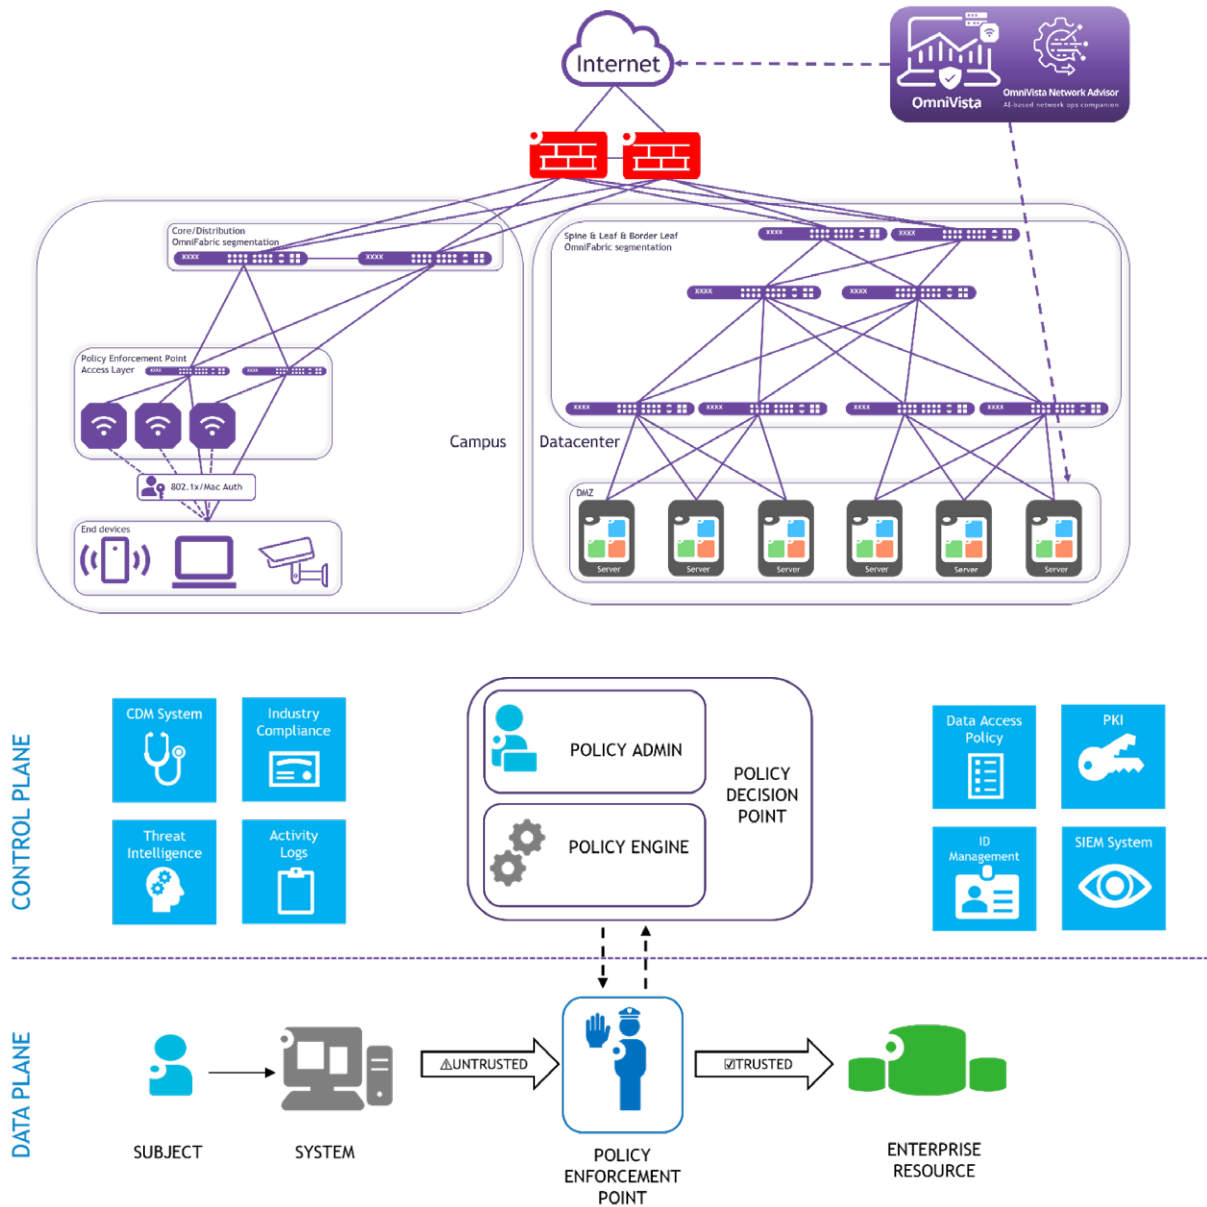 Internet
OmniVista
OmniVista Network Advisor
AI-based network ops companion
Core/Distribution
OmniFabric segmentation
XXXX
XXXX
Spine & Leaf & Border Leaf
OmniFabric segmentation
XXXX
XXXX
XXXX
XXXX
Policy Enforcement Point
Access Layer
XXXX
XXXX
XXXX
XXXX
XXXX
XXXX
Campus
Datacenter
802.1x/Mac Auth
DMZ
End devices
Server
Server
Server
Server
Server
Server
CONTROL PLANE
CDM System
Industry
Compliance
Threat
Intelligence
Activity
Logs
POLICY ADMIN
POLICY ENGINE
POLICY
DECISION
POINT
Data Access
Policy
PKI
ID
Management
SIEM System
DATA PLANE
SUBJECT
SYSTEM
UNTRUSTED
POLICY
ENFORCEMENT
POINT
TRUSTED
ENTERPRISE
RESOURCE